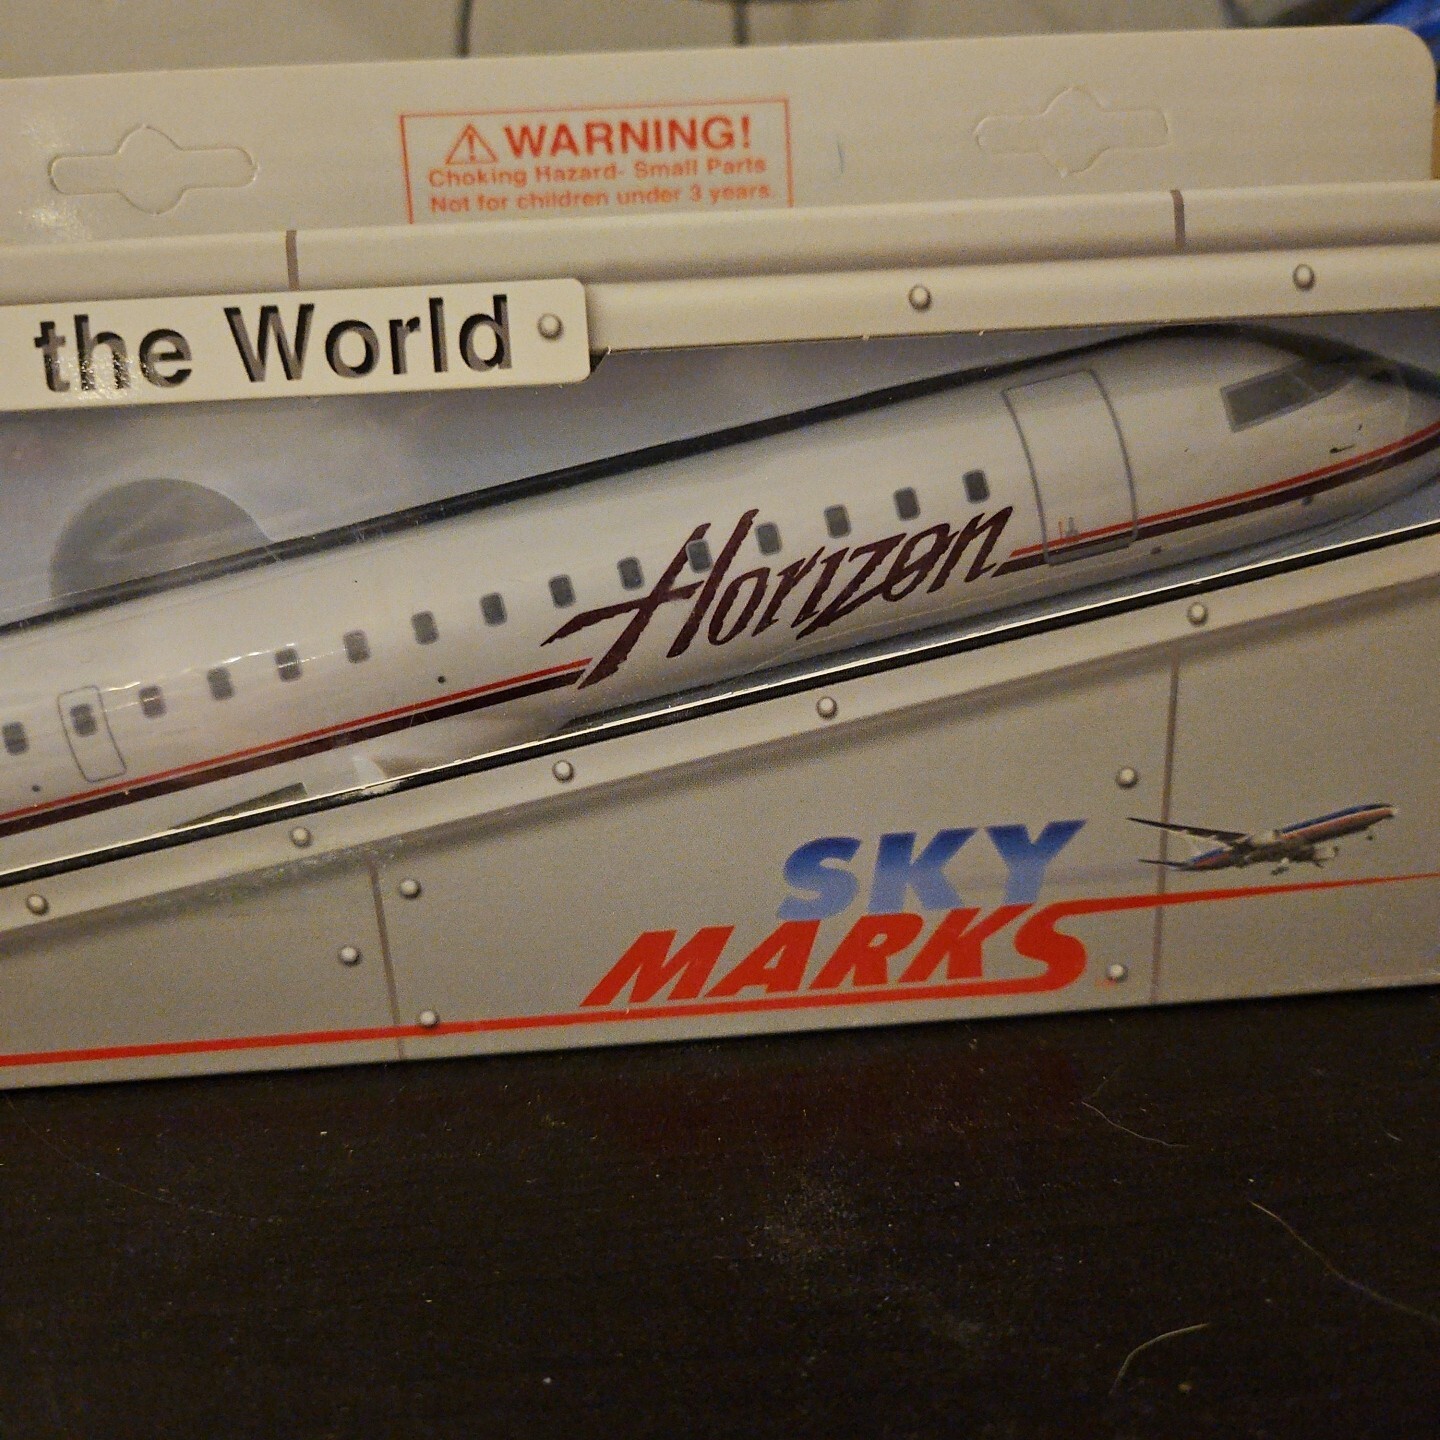 WARNING!
Choking Hazard- Small Parts
Not for children under 3 years.
the World
Horizon
SKY
MARKS